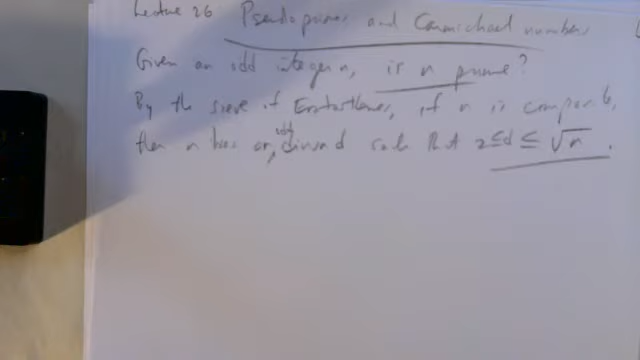 Lecture 26 Pseudoprimes and Carmichael numbers
Given an odd integer n, is n prime?
By the sieve of Eratosthenes, if n is composite,
then n has an odd divisor d such that 2 ≤ d ≤ √n.